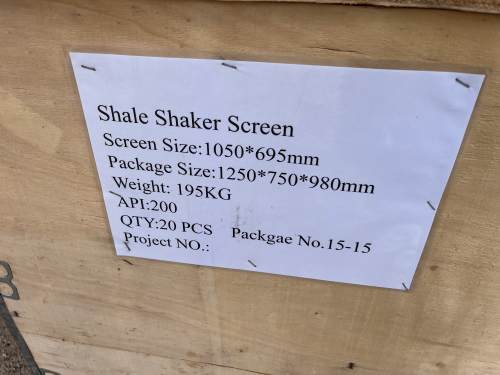 Shale Shaker Screen
Screen Size:1050*695mm
Package Size:1250*750*980mm
Weight: 195KG
API:200
QTY:20 PCS Packgae No.15-15
Project NO.: